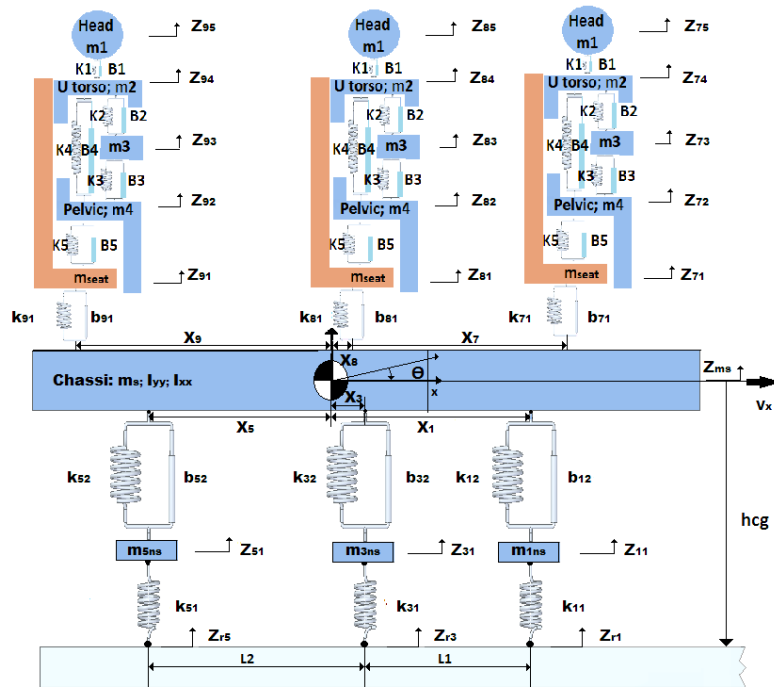 Head
m1
Z95
Head
m1
Z85
Head
m1
Z75
K1 B1
K1 B1
K1 B1
U torso; m2
Z94
U torso; m2
Z84
U torso; m2
Z74
K2 B2
K2 B2
K2 B2
K4 B4 m3
Z93
K4 B4 m3
Z83
K4 B4 m3
Z73
K3 B3
K3 B3
K3 B3
Pelvic; m4
Z92
Pelvic; m4
Z82
Pelvic; m4
Z72
K5 B5
K5 B5
K5 B5
mseat
Z91
mseat
Z81
mseat
Z71
k91 b91
k81 b81
k71 b71
X9
X7
X8
Chassi: ms; Iyy; Ixx
Θ
x
Zms
vx
X3
X5
X1
k52 b52
k32 b32
k12 b12
hcg
m5ns
Z51
m3ns
Z31
m1ns
Z11
k51
k31
k11
Zr5
Zr3
Zr1
L2
L1